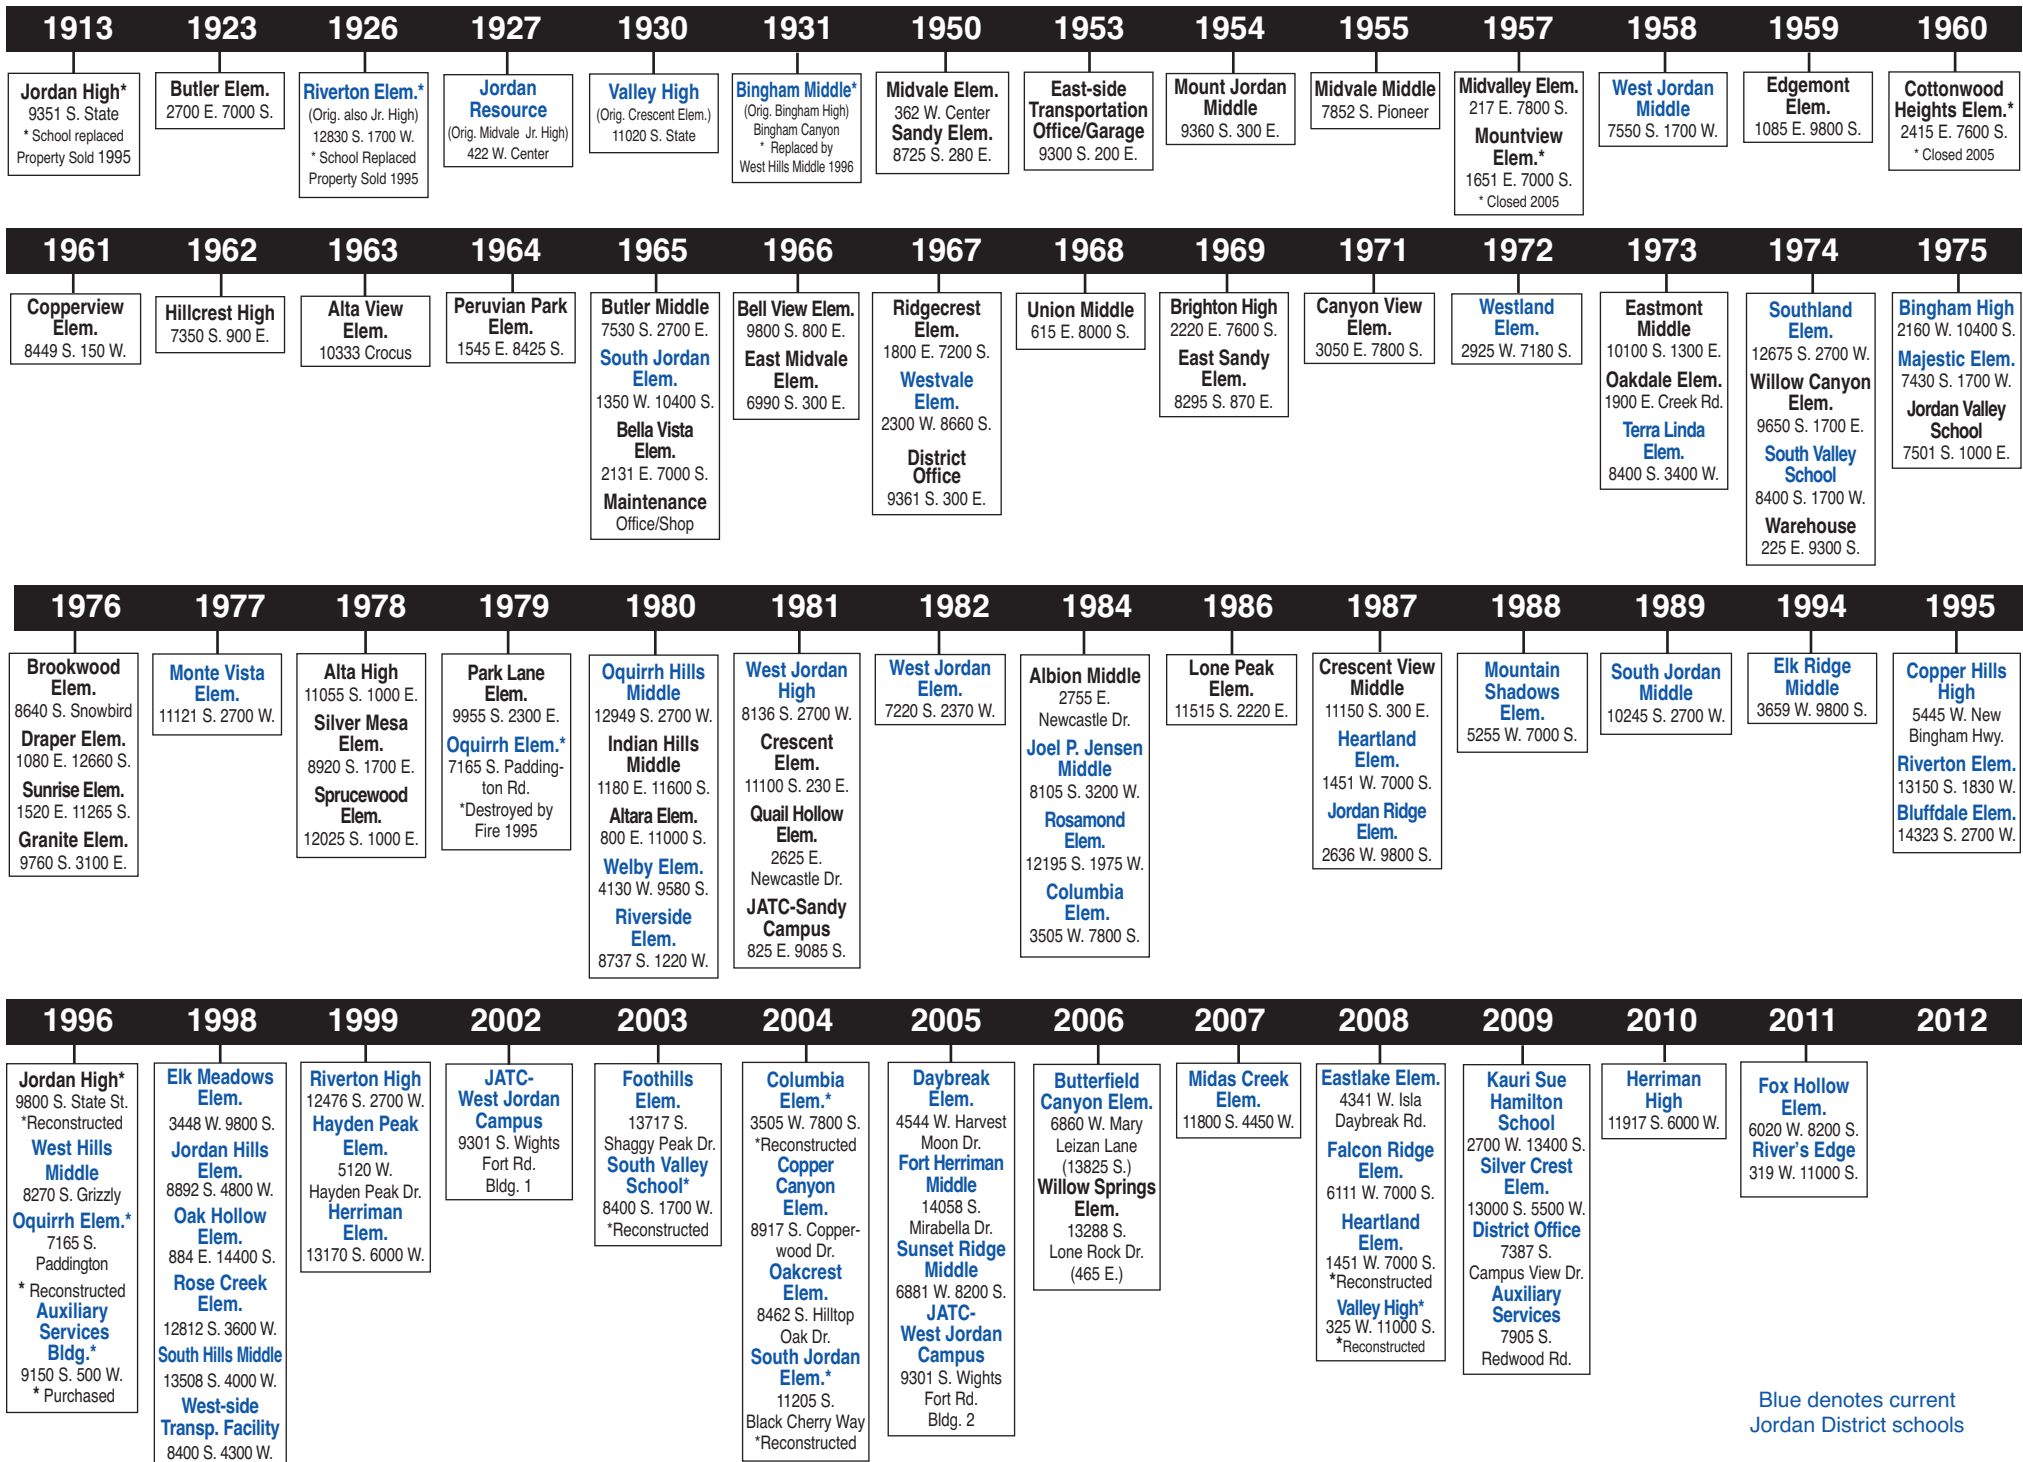 1913 1923 1926 1927 1930 1931 1950 1953 1954 1955 1957 1958 1959 1960
Jordan High*
9351 S. State
* School replaced
Property Sold 1995
Butler Elem.
2700 E. 7000 S.
Riverton Elem.*
(Orig. also Jr. High)
12830 S. 1700 W.
* School Replaced
Property Sold 1995
Jordan
Resource
(Orig. Midvale Jr. High)
422 W. Center
Valley High
(Orig. Crescent Elem.)
11020 S. State
Bingham Middle*
(Orig. Bingham High)
Bingham Canyon
* Replaced by
West Hills Middle 1996
Midvale Elem.
362 W. Center
Sandy Elem.
8725 S. 280 E.
East-side
Transportation
Office/Garage
9300 S. 200 E.
Mount Jordan
Middle
9360 S. 300 E.
Midvale Middle
7852 S. Pioneer
Midvalley Elem.
217 E. 7800 S.
Mountview
Elem.*
1651 E. 7000 S.
* Closed 2005
West Jordan
Middle
7550 S. 1700 W.
Edgemont
Elem.
1085 E. 9800 S.
Cottonwood
Heights Elem.*
2415 E. 7600 S.
* Closed 2005
1961 1962 1963 1964 1965 1966 1967 1968 1969 1971 1972 1973 1974 1975
Copperview
Elem.
8449 S. 150 W.
Hillcrest High
7350 S. 900 E.
Alta View
Elem.
10333 Crocus
Peruvian Park
Elem.
1545 E. 8425 S.
Butler Middle
7530 S. 2700 E.
South Jordan
Elem.
1350 W. 10400 S.
Bella Vista
Elem.
2131 E. 7000 S.
Maintenance
Office/Shop
Bell View Elem.
9800 S. 800 E.
East Midvale
Elem.
6990 S. 300 E.
Ridgecrest
Elem.
1800 E. 7200 S.
Westvale
Elem.
2300 W. 8660 S.
District
Office
9361 S. 300 E.
Union Middle
615 E. 8000 S.
Brighton High
2220 E. 7600 S.
East Sandy
Elem.
8295 S. 870 E.
Canyon View
Elem.
3050 E. 7800 S.
Westland
Elem.
2925 W. 7180 S.
Eastmont
Middle
10100 S. 1300 E.
Oakdale Elem.
1900 E. Creek Rd.
Terra Linda
Elem.
8400 S. 3400 W.
Southland
Elem.
12675 S. 2700 W.
Willow Canyon
Elem.
9650 S. 1700 E.
South Valley
School
8400 S. 1700 W.
Warehouse
225 E. 9300 S.
Bingham High
2160 W. 10400 S.
Majestic Elem.
7430 S. 1700 W.
Jordan Valley
School
7501 S. 1000 E.
1976 1977 1978 1979 1980 1981 1982 1984 1986 1987 1988 1989 1994 1995
Brookwood
Elem.
8640 S. Snowbird
Draper Elem.
1080 E. 12660 S.
Sunrise Elem.
1520 E. 11265 S.
Granite Elem.
9760 S. 3100 E.
Monte Vista
Elem.
11121 S. 2700 W.
Alta High
11055 S. 1000 E.
Silver Mesa
Elem.
8920 S. 1700 E.
Sprucewood
Elem.
12025 S. 1000 E.
Park Lane
Elem.
9955 S. 2300 E.
Oquirrh Elem.*
7165 S. Padding-
ton Rd.
*Destroyed by
Fire 1995
Oquirrh Hills
Middle
12949 S. 2700 W.
Indian Hills
Middle
1180 E. 11600 S.
Altara Elem.
800 E. 11000 S.
Welby Elem.
4130 W. 9580 S.
Riverside
Elem.
8737 S. 1220 W.
West Jordan
High
8136 S. 2700 W.
Crescent
Elem.
11100 S. 230 E.
Quail Hollow
Elem.
2625 E.
Newcastle Dr.
JATC-Sandy
Campus
825 E. 9085 S.
West Jordan
Elem.
7220 S. 2370 W.
Albion Middle
2755 E.
Newcastle Dr.
Joel P. Jensen
Middle
8105 S. 3200 W.
Rosamond
Elem.
12195 S. 1975 W.
Columbia
Elem.
3505 W. 7800 S.
Lone Peak
Elem.
11515 S. 2220 E.
Crescent View
Middle
11150 S. 300 E.
Heartland
Elem.
1451 W. 7000 S.
Jordan Ridge
Elem.
2636 W. 9800 S.
Mountain
Shadows
Elem.
5255 W. 7000 S.
South Jordan
Middle
10245 S. 2700 W.
Elk Ridge
Middle
3659 W. 9800 S.
Copper Hills
High
5445 W. New
Bingham Hwy.
Riverton Elem.
13150 S. 1830 W.
Bluffdale Elem.
14323 S. 2700 W.
1996 1998 1999 2002 2003 2004 2005 2006 2007 2008 2009 2010 2011 2012
Jordan High*
9800 S. State St.
*Reconstructed
West Hills
Middle
8270 S. Grizzly
Oquirrh Elem.*
7165 S.
Paddington
* Reconstructed
Auxiliary
Services
Bldg.*
9150 S. 500 W.
* Purchased
Elk Meadows
Elem.
3448 W. 9800 S.
Jordan Hills
Elem.
8892 S. 4800 W.
Oak Hollow
Elem.
884 E. 14400 S.
Rose Creek
Elem.
12812 S. 3600 W.
South Hills Middle
13508 S. 4000 W.
West-side
Transp. Facility
8400 S. 4300 W.
Riverton High
12476 S. 2700 W.
Hayden Peak
Elem.
5120 W.
Hayden Peak Dr.
Herriman
Elem.
13170 S. 6000 W.
JATC-
West Jordan
Campus
9301 S. Wights
Fort Rd.
Bldg. 1
Foothills
Elem.
13717 S.
Shaggy Peak Dr.
South Valley
School*
8400 S. 1700 W.
*Reconstructed
Columbia
Elem.*
3505 W. 7800 S.
*Reconstructed
Copper
Canyon
Elem.
8917 S. Copper-
wood Dr.
Oakcrest
Elem.
8462 S. Hilltop
Oak Dr.
South Jordan
Elem.*
11205 S.
Black Cherry Way
*Reconstructed
Daybreak
Elem.
4544 W. Harvest
Moon Dr.
Fort Herriman
Middle
14058 S.
Mirabella Dr.
Sunset Ridge
Middle
6881 W. 8200 S.
JATC-
West Jordan
Campus
9301 S. Wights
Fort Rd.
Bldg. 2
Butterfield
Canyon Elem.
6860 W. Mary
Leizan Lane
(13825 S.)
Willow Springs
Elem.
13288 S.
Lone Rock Dr.
(465 E.)
Midas Creek
Elem.
11800 S. 4450 W.
Eastlake Elem.
4341 W. Isla
Daybreak Rd.
Falcon Ridge
Elem.
6111 W. 7000 S.
Heartland
Elem.
1451 W. 7000 S.
*Reconstructed
Valley High*
325 W. 11000 S.
*Reconstructed
Kauri Sue
Hamilton
School
2700 W. 13400 S.
Silver Crest
Elem.
13000 S. 5500 W.
District Office
7387 S.
Campus View Dr.
Auxiliary
Services
7905 S.
Redwood Rd.
Herriman
High
11917 S. 6000 W.
Fox Hollow
Elem.
6020 W. 8200 S.
River's Edge
319 W. 11000 S.
Blue denotes current
Jordan District schools